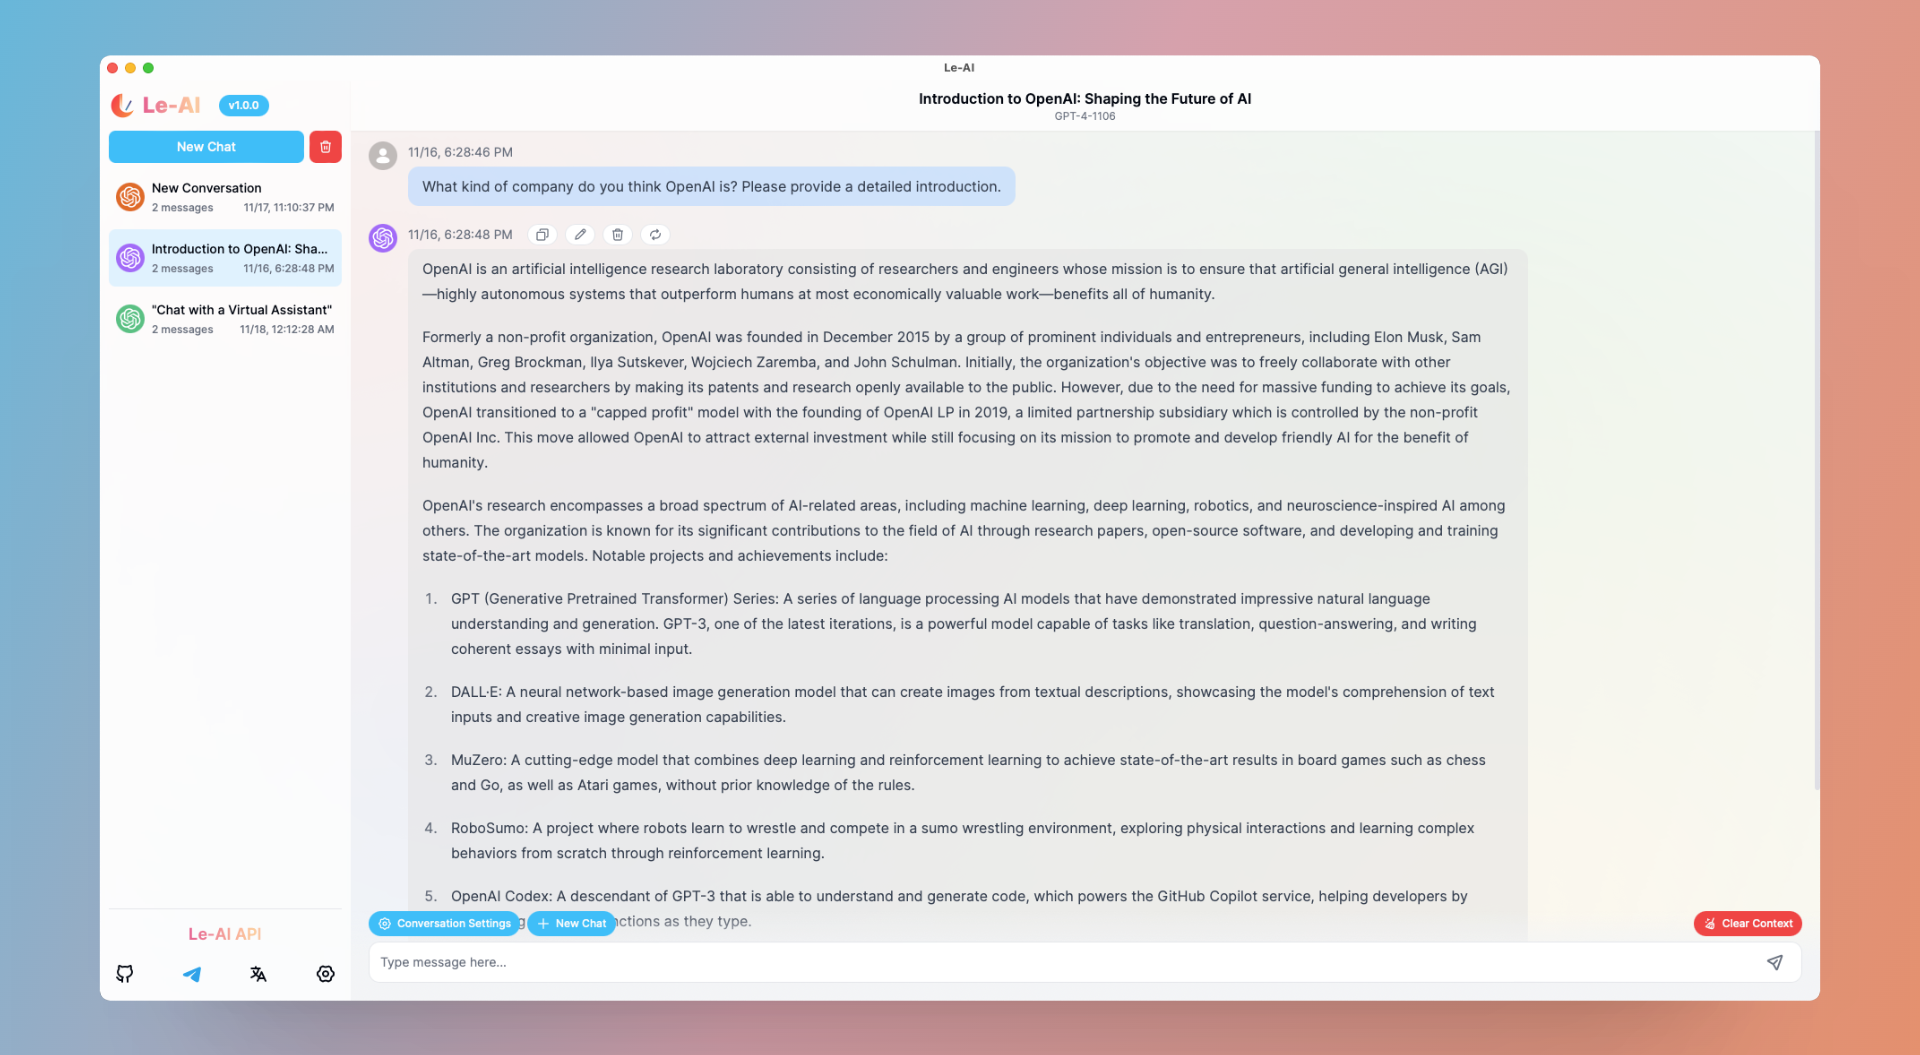 Le-AI
Le-AI v1.0.0
New Chat
New Conversation
2 messages 11/17, 11:10:37 PM
Introduction to OpenAI: Sha...
2 messages 11/16, 6:28:48 PM
"Chat with a Virtual Assistant"
2 messages 11/18, 12:12:28 AM
Le-AI API
Introduction to OpenAI: Shaping the Future of AI
GPT-4-1106
11/16, 6:28:46 PM
What kind of company do you think OpenAI is? Please provide a detailed introduction.
11/16, 6:28:48 PM
OpenAI is an artificial intelligence research laboratory consisting of researchers and engineers whose mission is to ensure that artificial general intelligence (AGI)
—highly autonomous systems that outperform humans at most economically valuable work—benefits all of humanity.
Formerly a non-profit organization, OpenAI was founded in December 2015 by a group of prominent individuals and entrepreneurs, including Elon Musk, Sam
Altman, Greg Brockman, Ilya Sutskever, Wojciech Zaremba, and John Schulman. Initially, the organization's objective was to freely collaborate with other
institutions and researchers by making its patents and research openly available to the public. However, due to the need for massive funding to achieve its goals,
OpenAI transitioned to a "capped profit" model with the founding of OpenAI LP in 2019, a limited partnership subsidiary which is controlled by the non-profit
OpenAI Inc. This move allowed OpenAI to attract external investment while still focusing on its mission to promote and develop friendly AI for the benefit of
humanity.
OpenAI's research encompasses a broad spectrum of AI-related areas, including machine learning, deep learning, robotics, and neuroscience-inspired AI among
others. The organization is known for its significant contributions to the field of AI through research papers, open-source software, and developing and training
state-of-the-art models. Notable projects and achievements include:
1. GPT (Generative Pretrained Transformer) Series: A series of language processing AI models that have demonstrated impressive natural language
understanding and generation. GPT-3, one of the latest iterations, is a powerful model capable of tasks like translation, question-answering, and writing
coherent essays with minimal input.
2. DALL·E: A neural network-based image generation model that can create images from textual descriptions, showcasing the model's comprehension of text
inputs and creative image generation capabilities.
3. MuZero: A cutting-edge model that combines deep learning and reinforcement learning to achieve state-of-the-art results in board games such as chess
and Go, as well as Atari games, without prior knowledge of the rules.
4. RoboSumo: A project where robots learn to wrestle and compete in a sumo wrestling environment, exploring physical interactions and learning complex
behaviors from scratch through reinforcement learning.
5. OpenAI Codex: A descendant of GPT-3 that is able to understand and generate code, which powers the GitHub Copilot service, helping developers by
as they type.
Conversation Settings
New Chat
Clear Context
Type message here...